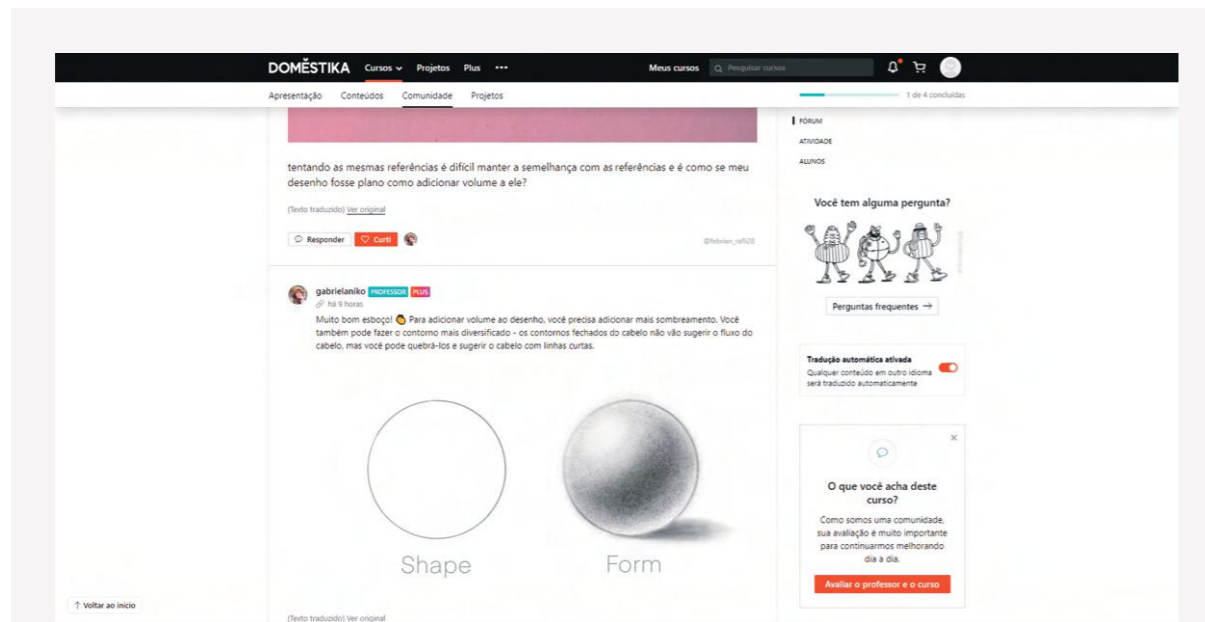 DOMĚSTIKA Cursos Projetos Plus ••• Meus cursos Pesquisar cursos
Apresentação Conteúdos Comunidade Projetos 1 de 4 concluídas
tentando as mesmas referências é difícil manter a semelhança com as referências e é como se meu
desenho fosse plano como adicionar volume a ele?
(Texto traduzido) Ver original
Responder Curti
gabrielaniko PROFESSOR PLUS
há 9 horas
Muito bom esboço! Para adicionar volume ao desenho, você precisa adicionar mais sombreamento. Você
também pode fazer o contorno mais diversificado - os contornos fechados do cabelo não vão sugerir o fluxo do
cabelo, mas você pode quebrá-los e sugerir o cabelo com linhas curtas.
Shape Form
(Texto traduzido) Ver original
↑ Voltar ao início
FÓRUM
ATIVIDADE
ALUNOS
Você tem alguma pergunta?
Perguntas frequentes →
Tradução automática ativada
Qualquer conteúdo em outro idioma
será traduzido automaticamente
O que você acha deste
curso?
Como somos uma comunidade,
sua avaliação é muito importante
para continuarmos melhorando
dia a dia.
Avaliar o professor e o curso